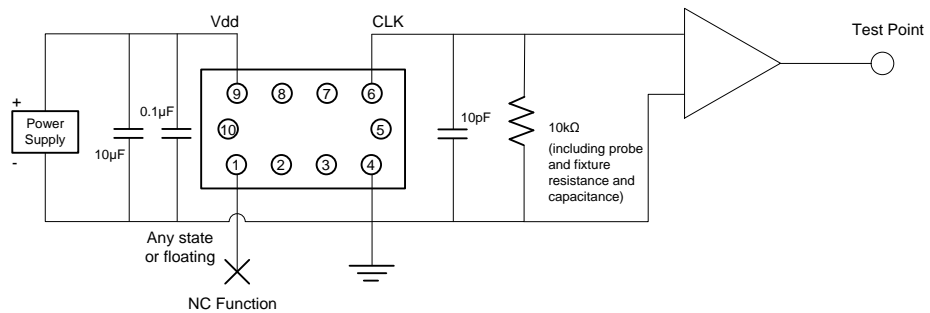 Vdd
CLK
Test Point
+
Power
Supply
-
10µF
0.1µF
9
8
7
6
10
5
1
2
3
4
10pF
10kΩ
(including probe
and fixture
resistance and
capacitance)
Any state
or floating
NC Function